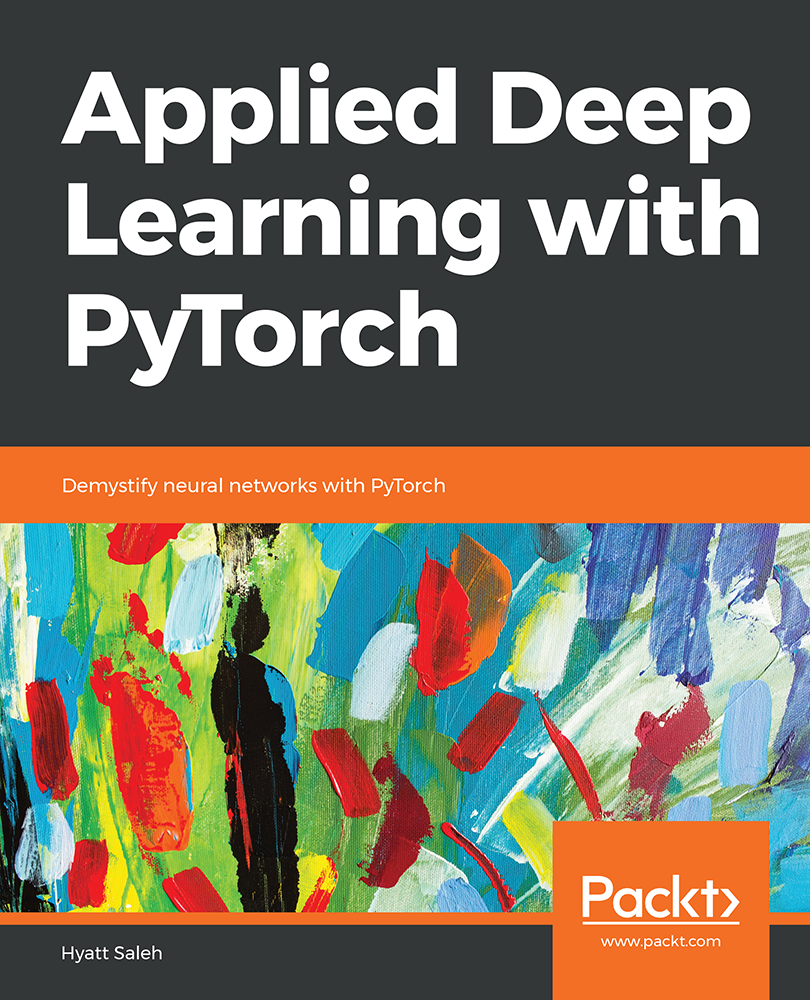 Applied Deep
Learning with
PyTorch
Demystify neural networks with PyTorch
Packt>
www.packt.com
Hyatt Saleh